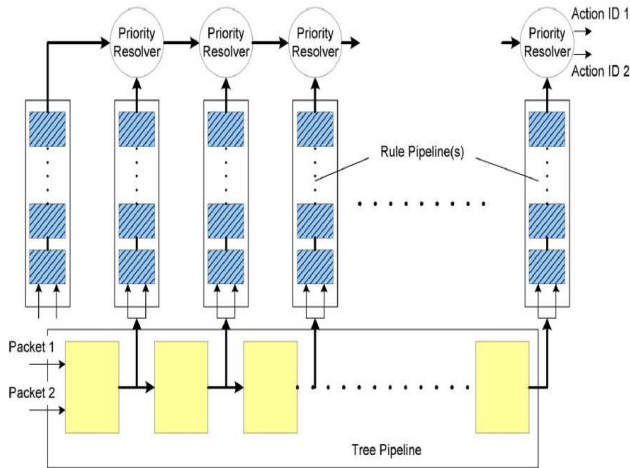 Priority
Resolver
Priority
Resolver
Priority
Resolver
Priority
Resolver
Action ID 1
Action ID 2
Rule Pipeline(s)
Packet 1
Packet 2
Tree Pipeline